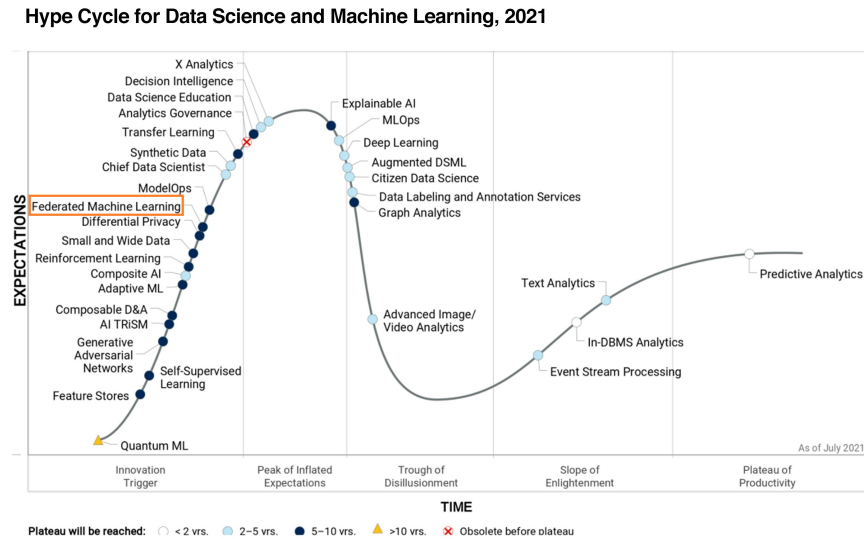 Hype Cycle for Data Science and Machine Learning, 2021
X Analytics
Decision Intelligence
Data Science Education
Analytics Governance
Transfer Learning
Synthetic Data
Chief Data Scientist
ModelOps
Federated Machine Learning
Differential Privacy
Small and Wide Data
Reinforcement Learning
Composite AI
Adaptive ML
Composable D&A
AI TRiSM
Generative
Adversarial
Networks
Self-Supervised
Learning
Feature Stores
Quantum ML
Explainable AI
MLOps
Deep Learning
Augmented DSML
Citizen Data Science
Data Labeling and Annotation Services
Graph Analytics
Advanced Image/
Video Analytics
Text Analytics
In-DBMS Analytics
Event Stream Processing
Predictive Analytics
EXPECTATIONS
As of July 2021
Innovation
Trigger
Peak of Inflated
Expectations
Trough of
Disillusionment
Slope of
Enlightenment
Plateau of
Productivity
TIME
Plateau will be reached: < 2 yrs. 2–5 yrs. 5–10 yrs. >10 yrs. Obsolete before plateau